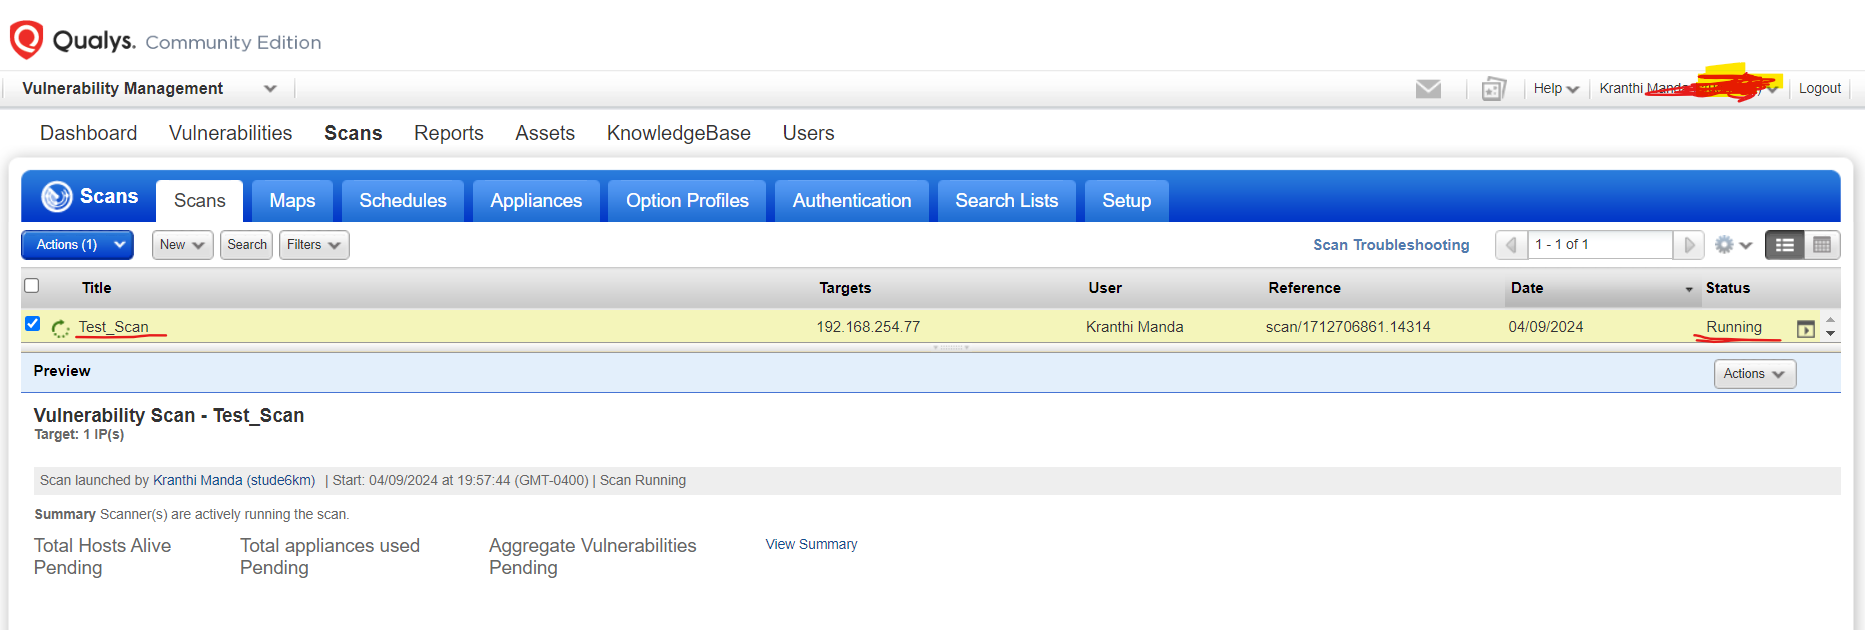 Qualys. Community Edition
Vulnerability Management
Help
Kranthi Manda
Logout
Dashboard Vulnerabilities Scans Reports Assets KnowledgeBase Users
Scans Scans Maps Schedules Appliances Option Profiles Authentication Search Lists Setup
Actions (1) New Search Filters Scan Troubleshooting 1 - 1 of 1
Title Targets User Reference Date Status
Test_Scan 192.168.254.77 Kranthi Manda scan/1712706861.14314 04/09/2024 Running
Preview Actions
Vulnerability Scan - Test_Scan
Target: 1 IP(s)
Scan launched by Kranthi Manda (stude6km) | Start: 04/09/2024 at 19:57:44 (GMT-0400) | Scan Running
Summary Scanner(s) are actively running the scan.
Total Hosts Alive Total appliances used Aggregate Vulnerabilities View Summary
Pending Pending Pending